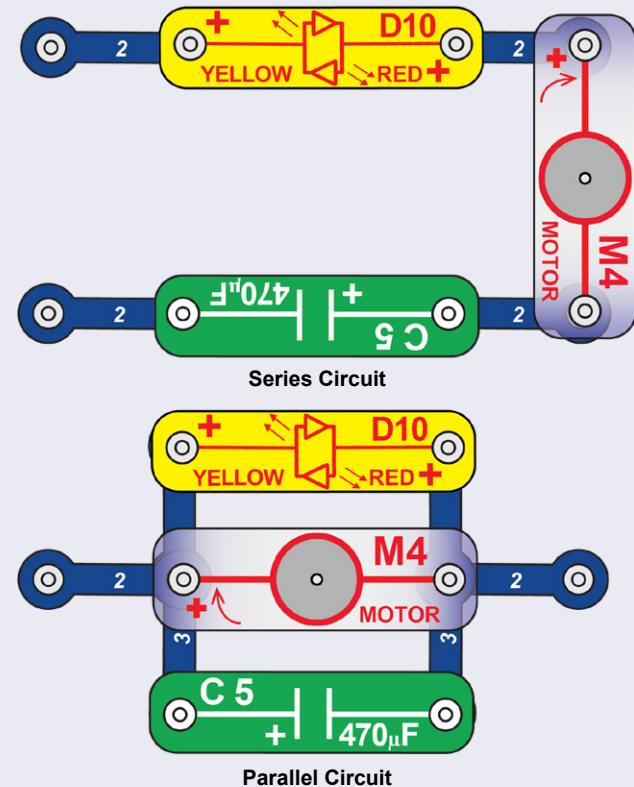 2 + D10 2
YELLOW RED +
+
MOTOR M4
470µF +
2 C 5 2
Series Circuit
+ D10
YELLOW RED +
M4
2 2
+ MOTOR
3 3
C 5
+ 470µF
Parallel Circuit